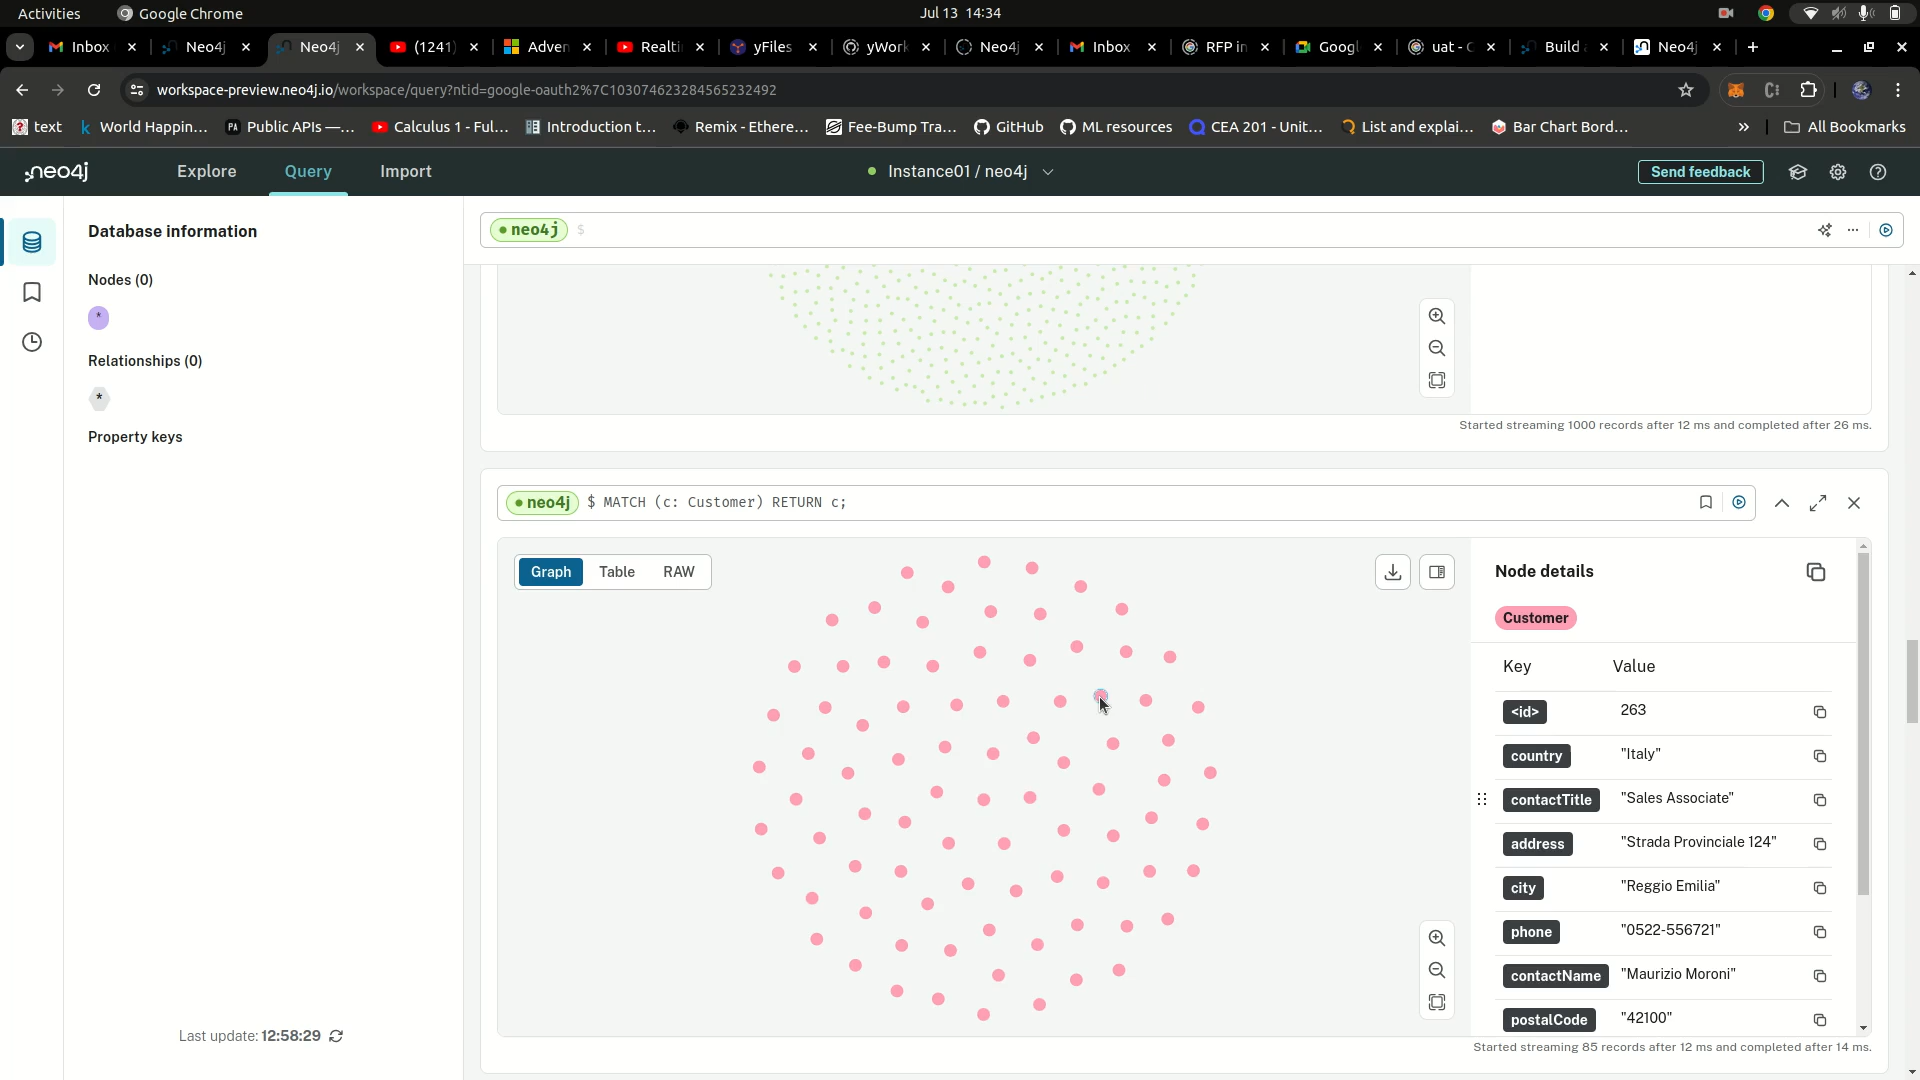 Activities Google Chrome Jul 13 14:34
Inbox Neo4j Neo4j (1241) Adven Realti yFiles yWork Neo4j Inbox RFP in Googl uat - C Build Neo4j
workspace-preview.neo4j.io/workspace/query?ntid=google-oauth2%7C103074623284565232492
text World Happin... Public APIs —... Calculus 1 - Ful... Introduction t... Remix - Ethere... Fee-Bump Tra... GitHub ML resources CEA 201 - Unit... List and explai... Bar Chart Bord... » All Bookmarks
neo4j Explore Query Import Instance01 / neo4j Send feedback
Database information
Nodes (0)
*
Relationships (0)
*
Property keys
Last update: 12:58:29
neo4j $
Started streaming 1000 records after 12 ms and completed after 26 ms.
neo4j $ MATCH (c: Customer) RETURN c;
Graph Table RAW
Node details
Customer
Key Value
<id> 263
country "Italy"
contactTitle "Sales Associate"
address "Strada Provinciale 124"
city "Reggio Emilia"
phone "0522-556721"
contactName "Maurizio Moroni"
postalCode "42100"
Started streaming 85 records after 12 ms and completed after 14 ms.